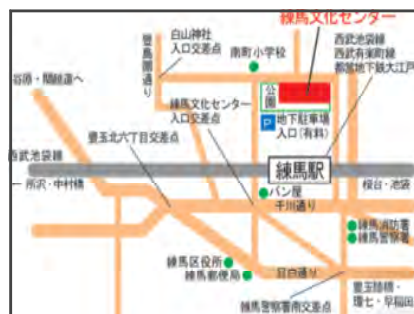 練馬文化センター
白山神社
入口交差点
南町小学校
西武池袋線
西武有楽町線
都営地下鉄大江戸
豊島園通り
谷原・関越道へ
公園
練馬文化センター
入口交差点
P
地下駐車場
入口（有料）
豊玉北六丁目交差点
西武池袋線
練馬駅
所沢・中村橋
パン屋
桜台・池袋
千川通り
練馬消防署
練馬警察署
練馬区役所
練馬郵便局
目白通り
豊玉陸橋・
環七・早稲田
練馬警察署南交差点